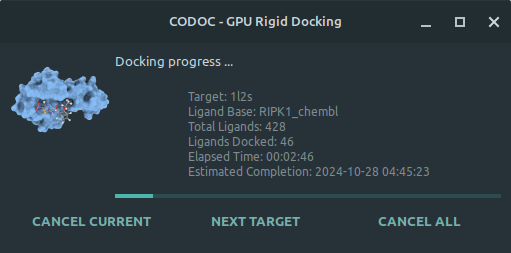 CODOC - GPU Rigid Docking
Docking progress ...
Target: 1l2s
Ligand Base: RIPK1_chembl
Total Ligands: 428
Ligands Docked: 46
Elapsed Time: 00:02:46
Estimated Completion: 2024-10-28 04:45:23
CANCEL CURRENT NEXT TARGET CANCEL ALL